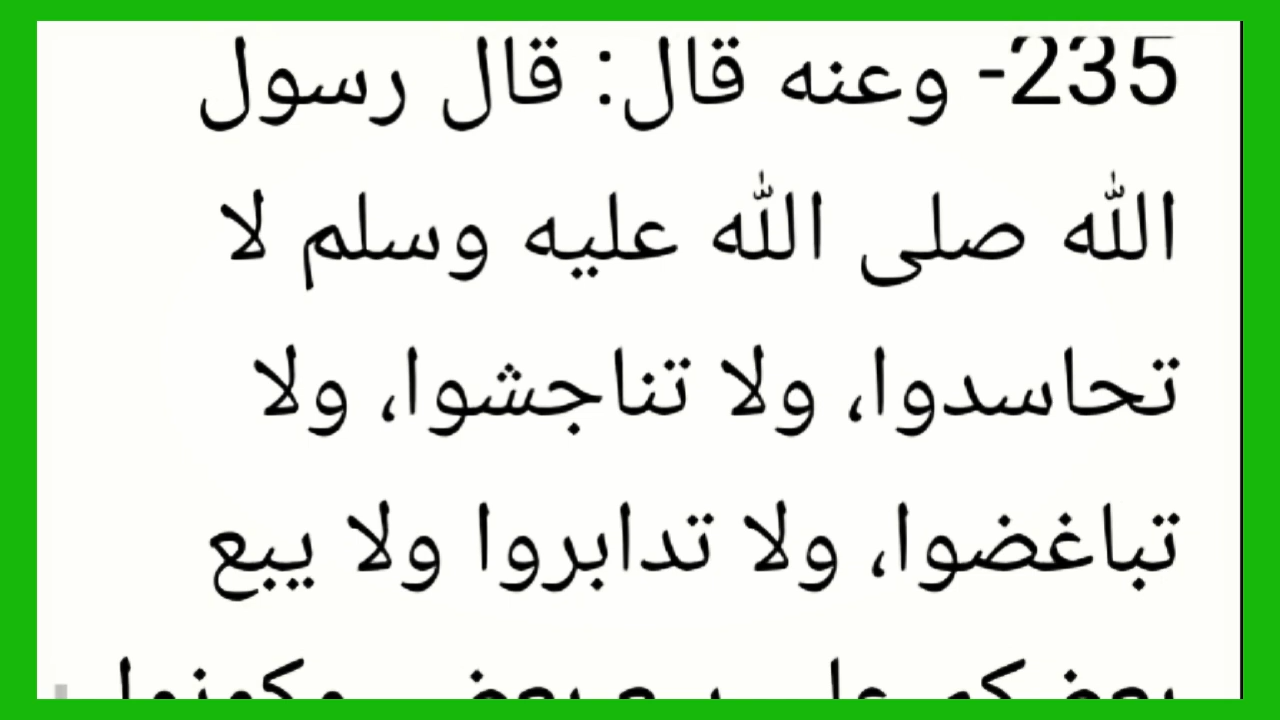 235- وعنه قال: قال رسول
الله صلى الله عليه وسلم لا
تحاسدوا، ولا تناجشوا، ولا
تباغضوا، ولا تدابروا ولا يبع